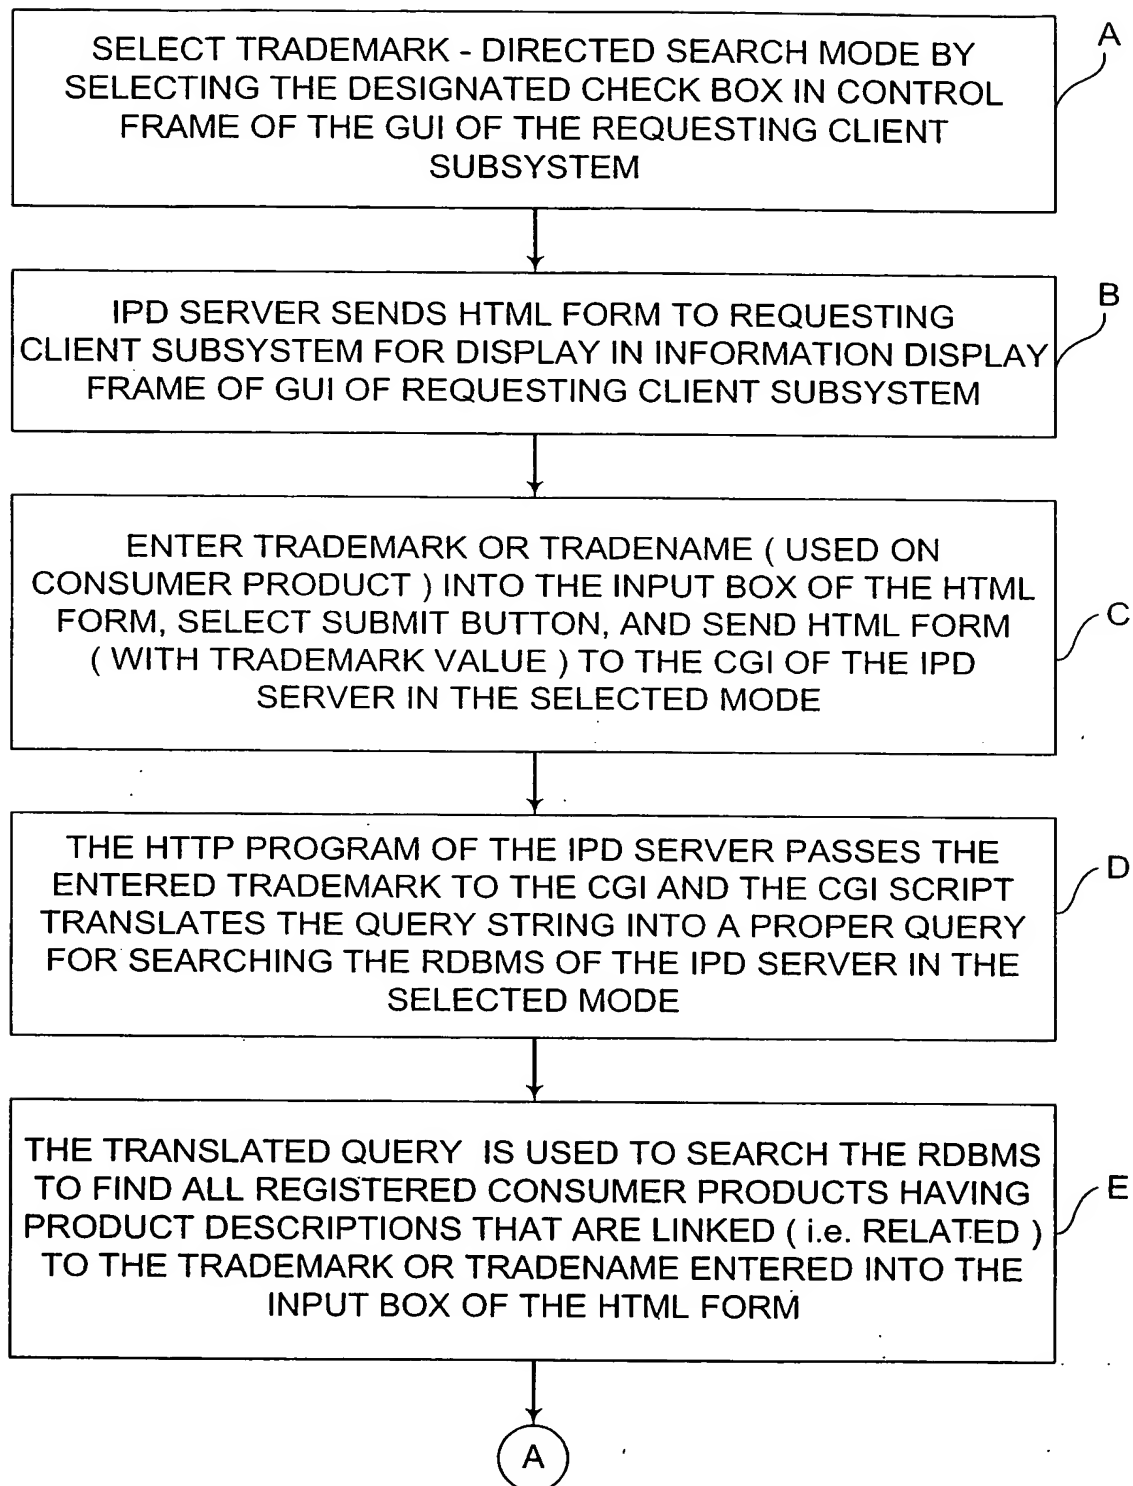 SELECT TRADEMARK - DIRECTED SEARCH MODE BY
SELECTING THE DESIGNATED CHECK BOX IN CONTROL
FRAME OF THE GUI OF THE REQUESTING CLIENT
SUBSYSTEM
A
IPD SERVER SENDS HTML FORM TO REQUESTING
CLIENT SUBSYSTEM FOR DISPLAY IN INFORMATION DISPLAY
FRAME OF GUI OF REQUESTING CLIENT SUBSYSTEM
B
ENTER TRADEMARK OR TRADENAME ( USED ON
CONSUMER PRODUCT ) INTO THE INPUT BOX OF THE HTML
FORM, SELECT SUBMIT BUTTON, AND SEND HTML FORM
( WITH TRADEMARK VALUE ) TO THE CGI OF THE IPD
SERVER IN THE SELECTED MODE
C
THE HTTP PROGRAM OF THE IPD SERVER PASSES THE
ENTERED TRADEMARK TO THE CGI AND THE CGI SCRIPT
TRANSLATES THE QUERY STRING INTO A PROPER QUERY
FOR SEARCHING THE RDBMS OF THE IPD SERVER IN THE
SELECTED MODE
D
THE TRANSLATED QUERY IS USED TO SEARCH THE RDBMS
TO FIND ALL REGISTERED CONSUMER PRODUCTS HAVING
PRODUCT DESCRIPTIONS THAT ARE LINKED ( i.e. RELATED )
TO THE TRADEMARK OR TRADENAME ENTERED INTO THE
INPUT BOX OF THE HTML FORM
E
A